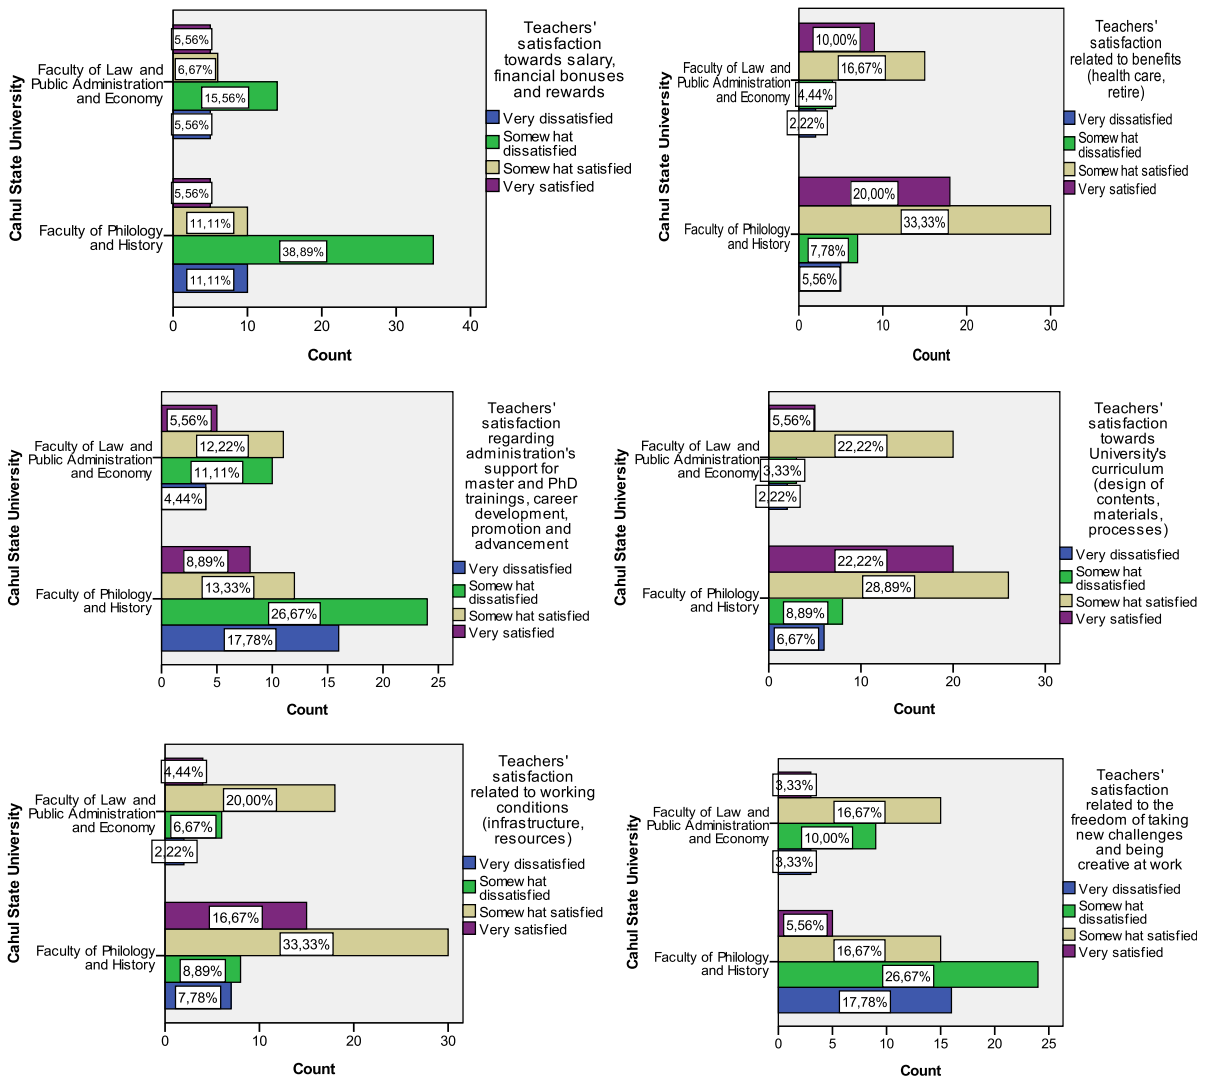 Cahul State University
Faculty of Law and
Public Administration
and Economy
Faculty of Philology
and History
5,56%
6,67%
15,56%
5,56%
5,56%
11,11%
38,89%
11,11%
0 10 20 30 40
Count
Teachers'
satisfaction
towards salary,
financial bonuses
and rewards
Very dissatisfied
Somew hat
dissatisfied
Somew hat satisfied
Very satisfied
Cahul State University
Faculty of Law and
Public Administration
and Economy
Faculty of Philology
and History
10,00%
16,67%
4,44%
2,22%
20,00%
33,33%
7,78%
5,56%
0 10 20 30
Count
Teachers'
satisfaction
related to benefits
(health care,
retire)
Very dissatisfied
Somew hat
dissatisfied
Somew hat satisfied
Very satisfied
Cahul State University
Faculty of Law and
Public Administration
and Economy
Faculty of Philology
and History
5,56%
12,22%
11,11%
4,44%
8,89%
13,33%
26,67%
17,78%
0 5 10 15 20 25
Count
Teachers'
satisfaction
regarding
administration's
support for
master and PhD
trainings, career
development,
promotion and
advancement
Very dissatisfied
Somew hat
dissatisfied
Somew hat satisfied
Very satisfied
Cahul State University
Faculty of Law and
Public Administration
and Economy
Faculty of Philology
and History
5,56%
22,22%
3,33%
2,22%
22,22%
28,89%
8,89%
6,67%
0 10 20 30
Count
Teachers'
satisfaction
towards
University's
curriculum
(design of
contents,
materials,
processes)
Very dissatisfied
Somew hat
dissatisfied
Somew hat satisfied
Very satisfied
Cahul State University
Faculty of Law and
Public Administration
and Economy
Faculty of Philology
and History
4,44%
20,00%
6,67%
2,22%
16,67%
33,33%
8,89%
7,78%
0 10 20 30
Count
Teachers'
satisfaction
related to working
conditions
(infrastructure,
resources)
Very dissatisfied
Somew hat
dissatisfied
Somew hat satisfied
Very satisfied
Cahul State University
Faculty of Law and
Public Administration
and Economy
Faculty of Philology
and History
3,33%
16,67%
10,00%
3,33%
5,56%
16,67%
26,67%
17,78%
0 5 10 15 20 25
Count
Teachers'
satisfaction
related to the
freedom of taking
new challenges
and being
creative at work
Very dissatisfied
Somew hat
dissatisfied
Somew hat satisfied
Very satisfied